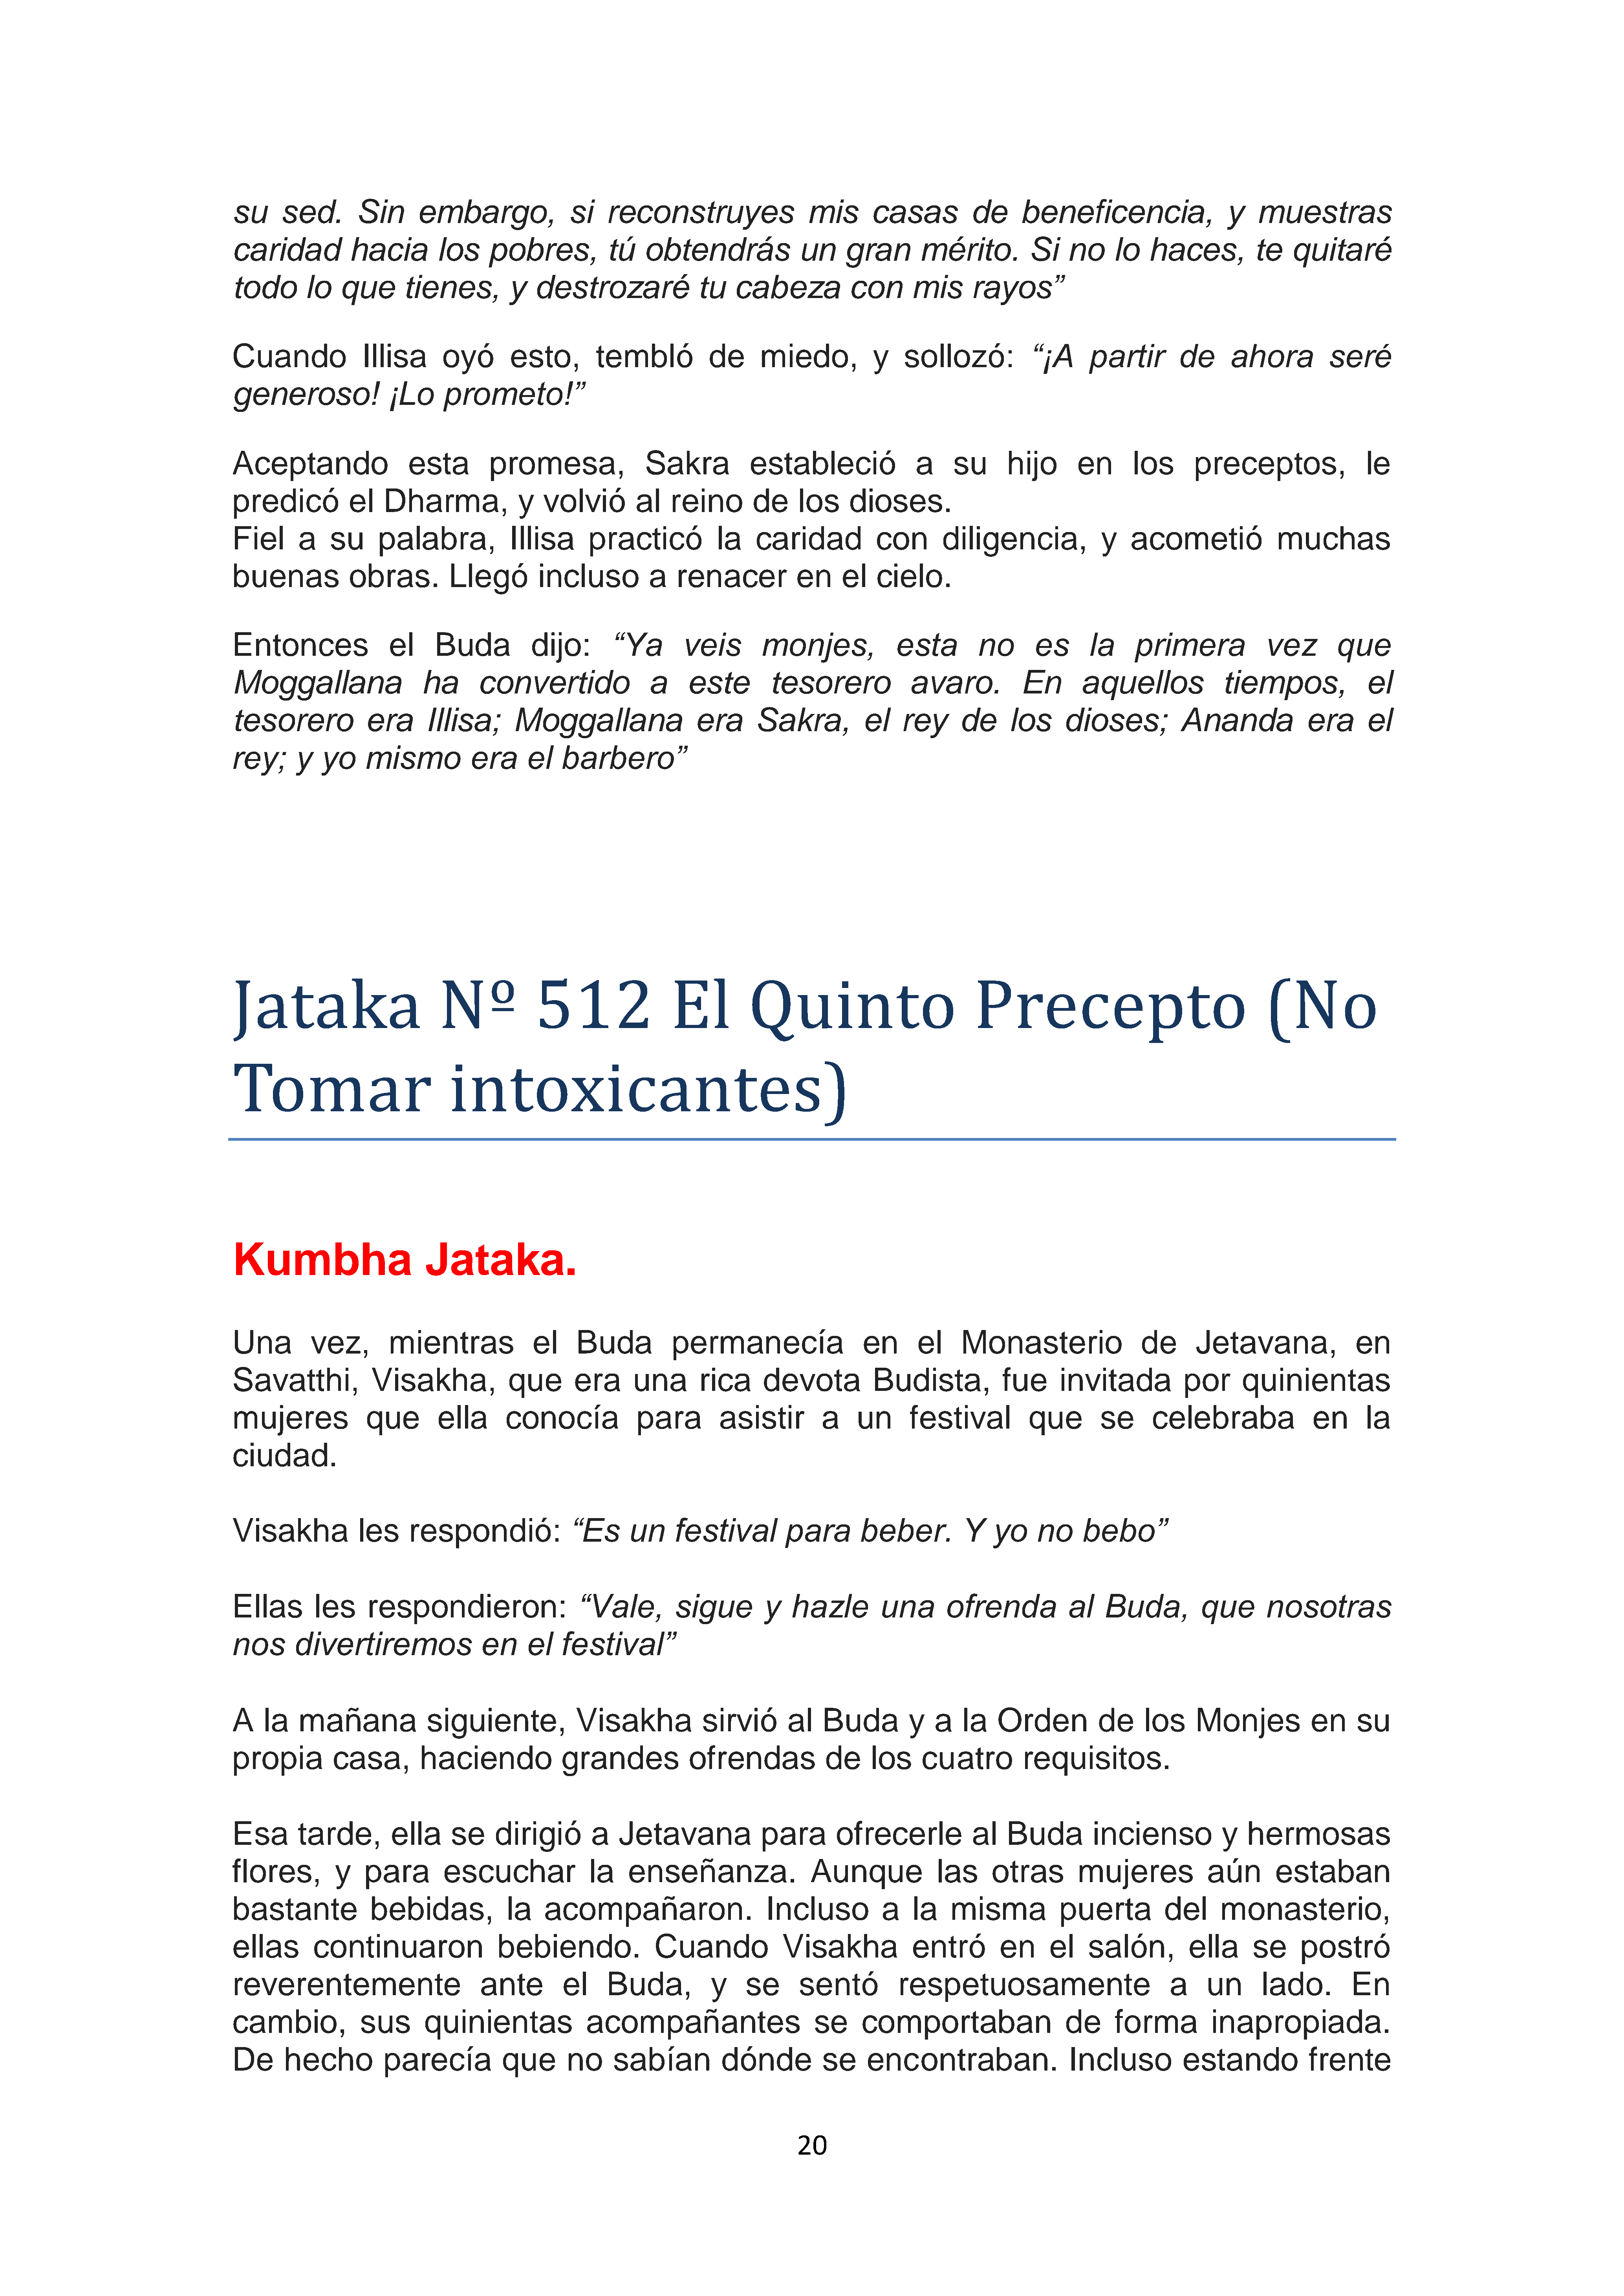 su sed. Sin embargo, si reconstruyes mis casas de beneficencia, y muestras
caridad hacia los pobres, tú obtendrás un gran mérito. Si no lo haces, te quitaré
todo lo que tienes, y destrozaré tu cabeza con mis rayos”
Cuando Illisa oyó esto, tembló de miedo, y sollozó: “¡A partir de ahora seré
generoso! ¡Lo prometo!”
Aceptando esta promesa, Sakra estableció a su hijo en los preceptos, le
predicó el Dharma, y volvió al reino de los dioses.
Fiel a su palabra, Illisa practicó la caridad con diligencia, y acometió muchas
buenas obras. Llegó incluso a renacer en el cielo.
Entonces el Buda dijo: “Ya veis monjes, esta no es la primera vez que
Moggallana ha convertido a este tesorero avaro. En aquellos tiempos, el
tesorero era Illisa; Moggallana era Sakra, el rey de los dioses; Ananda era el
rey; y yo mismo era el barbero”
Jataka Nº 512 El Quinto Precepto (No
Tomar intoxicantes)
Kumbha Jataka.
Una vez, mientras el Buda permanecía en el Monasterio de Jetavana, en
Savatthi, Visakha, que era una rica devota Budista, fue invitada por quinientas
mujeres que ella conocía para asistir a un festival que se celebraba en la
ciudad.
Visakha les respondió: “Es un festival para beber. Y yo no bebo”
Ellas les respondieron: “Vale, sigue y hazle una ofrenda al Buda, que nosotras
nos divertiremos en el festival”
A la mañana siguiente, Visakha sirvió al Buda y a la Orden de los Monjes en su
propia casa, haciendo grandes ofrendas de los cuatro requisitos.
Esa tarde, ella se dirigió a Jetavana para ofrecerle al Buda incienso y hermosas
flores, y para escuchar la enseñanza. Aunque las otras mujeres aún estaban
bastante bebidas, la acompañaron. Incluso a la misma puerta del monasterio,
ellas continuaron bebiendo. Cuando Visakha entró en el salón, ella se postró
reverentemente ante el Buda, y se sentó respetuosamente a un lado. En
cambio, sus quinientas acompañantes se comportaban de forma inapropiada.
De hecho parecía que no sabían dónde se encontraban. Incluso estando frente
20